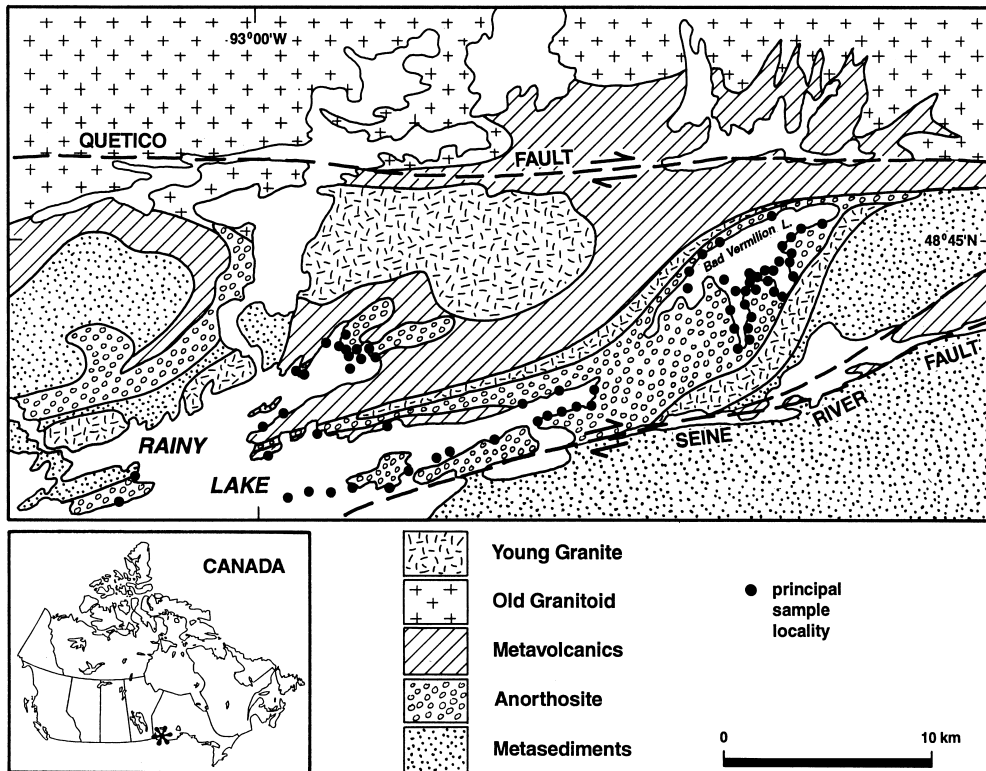 93°00'W
QUETICO
FAULT
Bad Vermilion
48°45'N
FAULT
RIVER
SEINE
RAINY
LAKE
CANADA
Young Granite
Old Granitoid
Metavolcanics
Anorthosite
Metasediments
principal
sample
locality
0
10 km